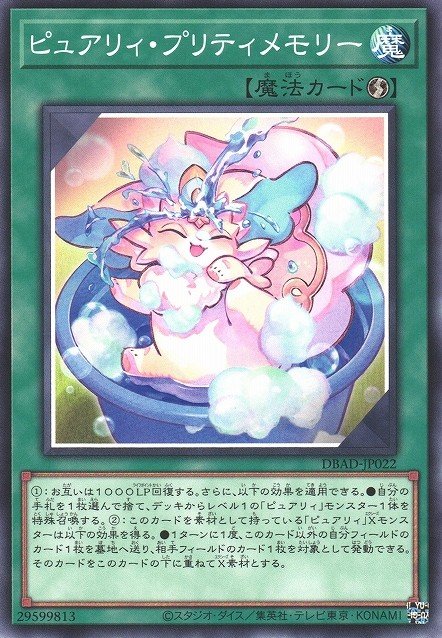 ピュアリィ・プリティメモリー 魔
【魔法カード】
DBAD-JP022
①：お互いは1000LP回復する。さらに、以下の効果を適用できる。●自分の
手札を1枚選んで捨て、デッキからレベル1の「ピュアリィ」モンスター1体を
特殊召喚する。②：このカードを素材として持っている「ピュアリィ」Xモンス
ターは以下の効果を得る。●1ターンに1度、このカード以外の自分フィールドの
カード1枚を墓地へ送り、相手フィールドのカード1枚を対象として発動できる。
そのカードをこのカードの下に重ねてX素材とする。
29599813 ©スタジオ・ダイス／集英社・テレビ東京・KONAMI